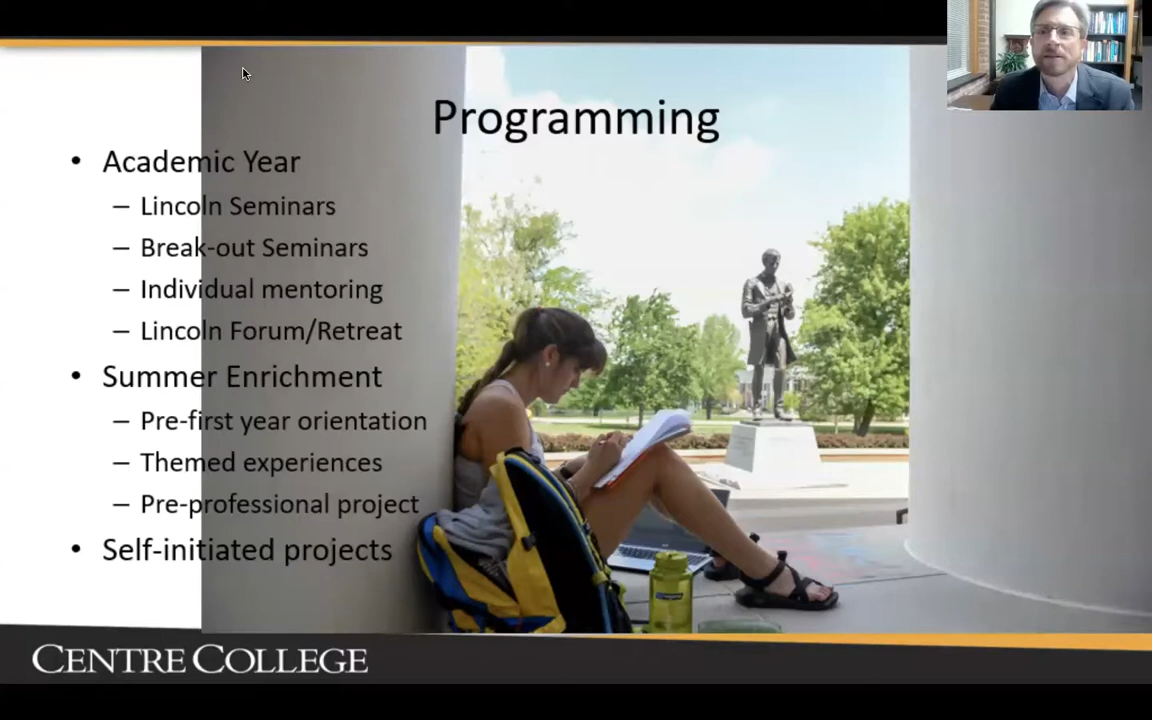 Programming
• Academic Year
– Lincoln Seminars
– Break-out Seminars
– Individual mentoring
– Lincoln Forum/Retreat
• Summer Enrichment
– Pre-first year orientation
– Themed experiences
– Pre-professional project
• Self-initiated projects
CENTRE COLLEGE